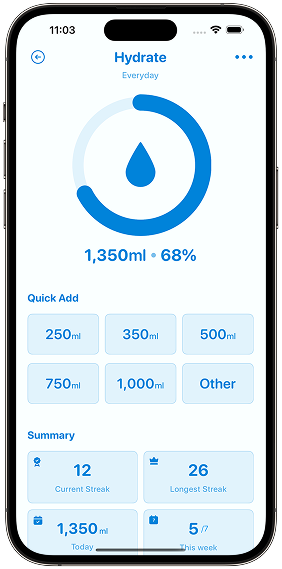 11:03
Hydrate
Everyday
1,350ml • 68%
Quick Add
250ml 350ml 500ml
750ml 1,000ml Other
Summary
12 26
Current Streak Longest Streak
1,350 ml 5 /7
Today This week